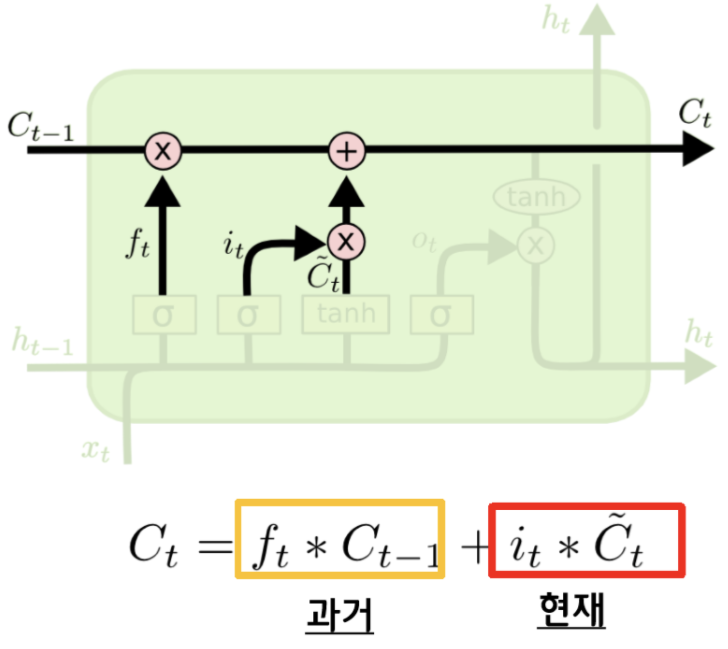 h_t
C_{t-1} x + C_t
tanh
f_t i_t x o_t x
C̃_t
σ σ tanh σ
h_{t-1} h_t
x_t
C_t = f_t * C_{t-1} + i_t * C̃_t
과거 현재